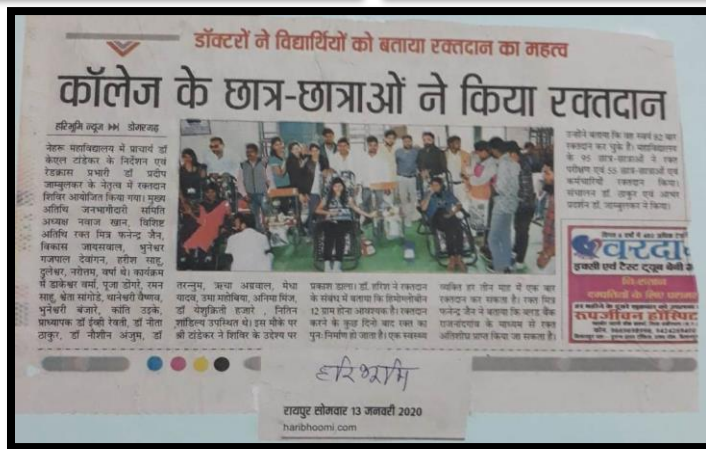 डॉक्टरों ने विद्यार्थियों को बताया रक्तदान का महत्व
कॉलेज के छात्र-छात्राओं ने किया रक्तदान
हरिभूमि न्यूज ▶▶ डोंगरगढ़
नेहरू महाविद्यालय में प्राचार्य डॉ
केएल टांडेकर के निर्देशन एवं
रेडक्रास प्रभारी डॉ प्रदीप
जाम्बुलकर के नेतृत्व में रक्तदान
शिविर आयोजित किया गया। मुख्य
अतिथि जनभागीदारी समिति
अध्यक्ष नवाज खान, विशिष्ट
अतिथि रक्त मित्र फनेन्द्र जैन,
विकास जायसवाल, भुनेश्वर
गजपाल देवांगन, हरीश साहू,
टुलेश्वर, नरोत्तम, वर्षा थे। कार्यक्रम
में डाकेश्वर वर्मा, पूजा डोंगरे, रमन
साहू, श्वेता सांगोडे, धानेश्वरी वैष्णव,
भुनेश्वरी बंजारे, कांति उइके,
प्राध्यापक डॉ ईव्ही रेवती, डॉ नीता
ठाकुर, डॉ नौशीन अंजुम, डॉ
तरन्नुम, ऋचा अग्रवाल, मेधा
यादव, उमा महोबिया, अनिमा मिंज,
डॉ येशुक्रिती हजारे , नितिन
शांडिल्य उपस्थित थे। इस मौके पर
श्री टांडेकर ने शिविर के उद्देश्य पर
प्रकाश डाला। डॉ. हरिश ने रक्तदान
के संबंध में बताया कि हिमोग्लोबीन
12 ग्राम होना आवश्यक है। रक्तदान
करने के कुछ दिनों बाद रक्त का
पुनः निर्माण हो जाता है। एक स्वस्थ्य
व्यक्ति हर तीन माह में एक बार
रक्तदान कर सकता है। रक्त मित्र
फनेन्द्र जैन ने बताया कि ब्लड बैंक
राजनांदगांव के माध्यम से रक्त
अतिशीघ्र प्राप्त किया जा सकता है।
उन्होंने बताया कि वह स्वयं 82 बार
रक्तदान कर चुके हैं। महाविद्यालय
के 95 छात्र-छात्राओं ने रक्त
परीक्षण एवं 55 छात्र-छात्राओं एवं
कर्मचारियों रक्तदान किया।
संचालन डॉ. ठाकुर एवं आभार
प्रदर्शन डॉ. जाम्बुलकर ने किया।
वरदा
इक्सी एवं टैस्ट ट्यूब बेबी
नि:संतान
रूपजीवन हॉस्पिट
हरिभूमि
रायपुर सोमवार 13 जनवरी 2020
haribhoomi.com